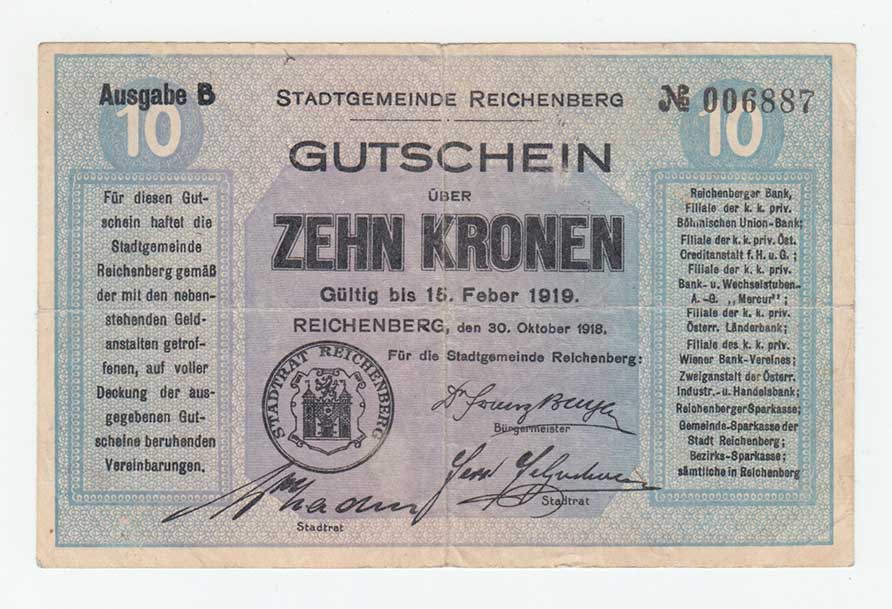 Ausgabe B
10
STADTGEMEINDE REICHENBERG
№ 006887
10
GUTSCHEIN
ÜBER
ZEHN KRONEN
Gültig bis 15. Feber 1919.
REICHENBERG, den 30. Oktober 1918.
Für die Stadtgemeinde Reichenberg:
Für diesen Gut-
schein haftet die
Stadtgemeinde
Reichenberg gemäß
der mit den neben-
stehenden Geld-
anstalten getrof-
fenen, auf voller
Deckung der aus-
gegebenen Gut-
scheine beruhenden
Vereinbarungen.
STADTRAT REICHENBERG
Dr. Franz
Bürgermeister
Stadtrat
Stadtrat
Reichenberger Bank,
Filiale der k. k. priv.
Böhmischen Union-Bank;
Filiale der k. k. priv. Öst.
Creditanstalt f. H. u. G. ;
Filiale der k. k. priv.
Bank- u. Wechselstuben-
A.-G. „Mercur" ;
Filiale der k. k. priv.
Österr. Länderbank;
Filiale des k. k. priv.
Wiener Bank-Vereines;
Zweiganstalt der Österr.
Industr.- u. Handelsbank;
Reichenberger Sparkasse;
Gemeinde-Sparkasse der
Stadt Reichenberg;
Bezirks-Sparkasse;
sämtliche in Reichenberg